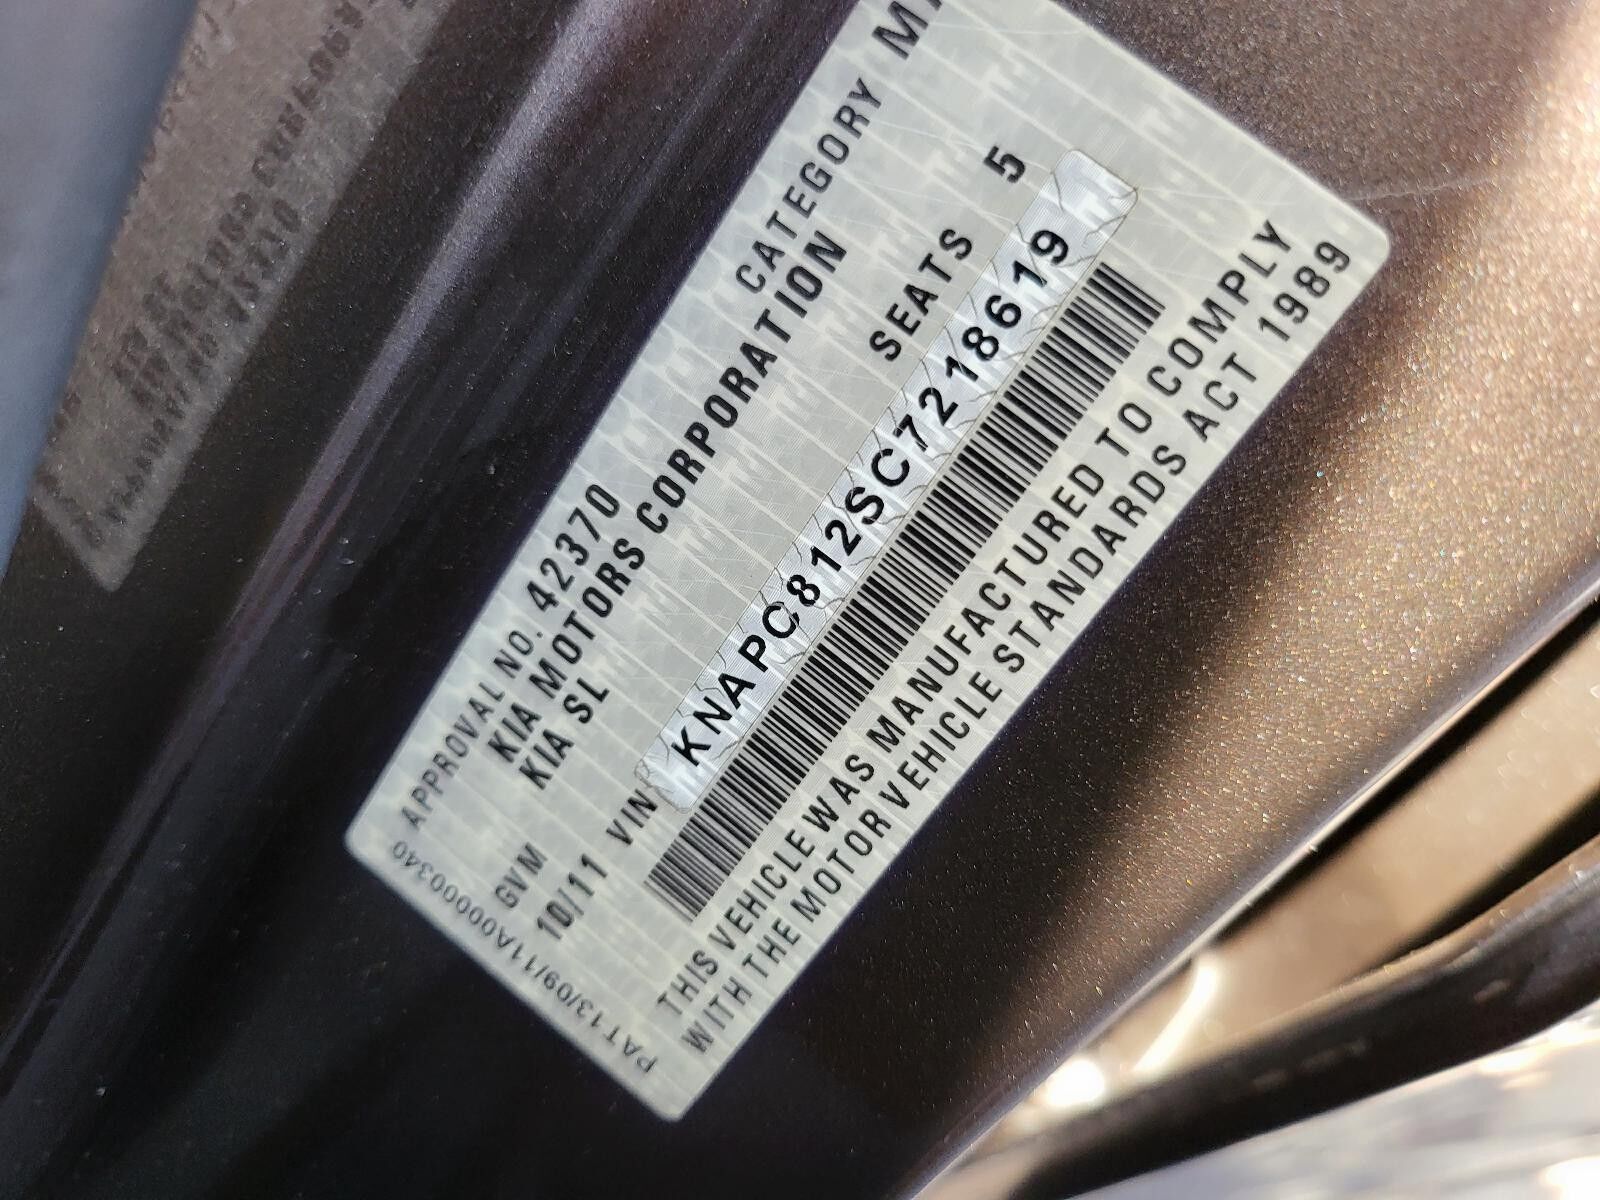 APPROVAL NO. 42370 CATEGORY
KIA MOTORS CORPORATION
KIA SL
GVM SEATS 5
10/11 VIN KNAPC812SC7218619
THIS VEHICLE WAS MANUFACTURED TO COMPLY
WITH THE MOTOR VEHICLE STANDARDS ACT 1989
PAT13/09/11A000000340